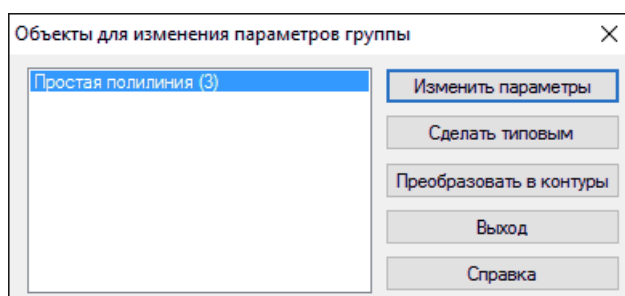 Объекты для изменения параметров группы
Простая полилиния (3)
Изменить параметры
Сделать типовым
Преобразовать в контуры
Выход
Справка